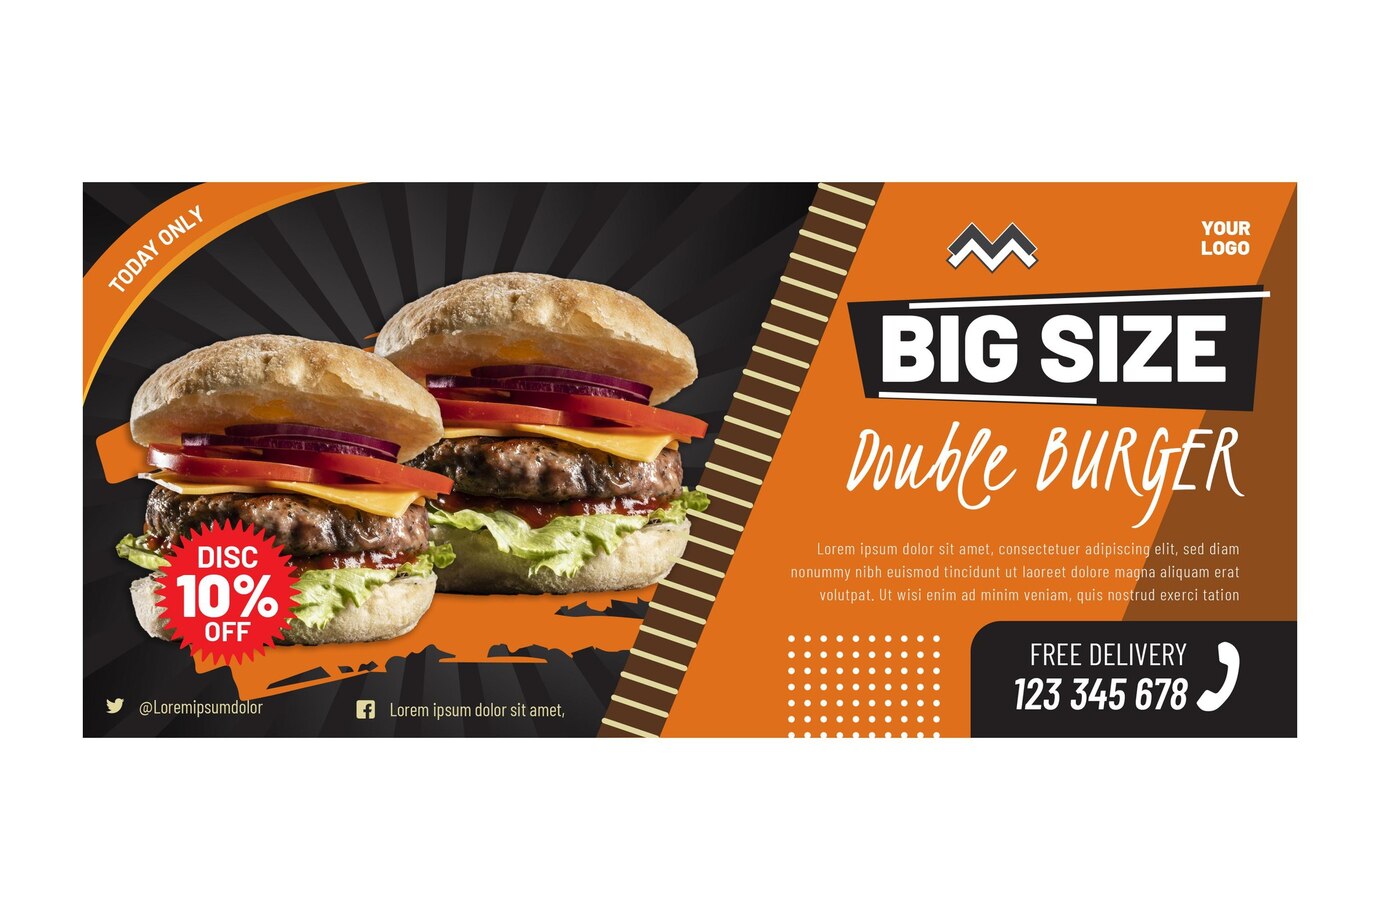 TODAY ONLY
DISC
10%
OFF
@Loremipsumdolor
Lorem ipsum dolor sit amet,
YOUR
LOGO
BIG SIZE
Double BURGER
Lorem ipsum dolor sit amet, consectetuer adipiscing elit, sed diam
nonummy nibh euismod tincidunt ut laoreet dolore magna aliquam erat
volutpat. Ut wisi enim ad minim veniam, quis nostrud exerci tation
FREE DELIVERY
123 345 678